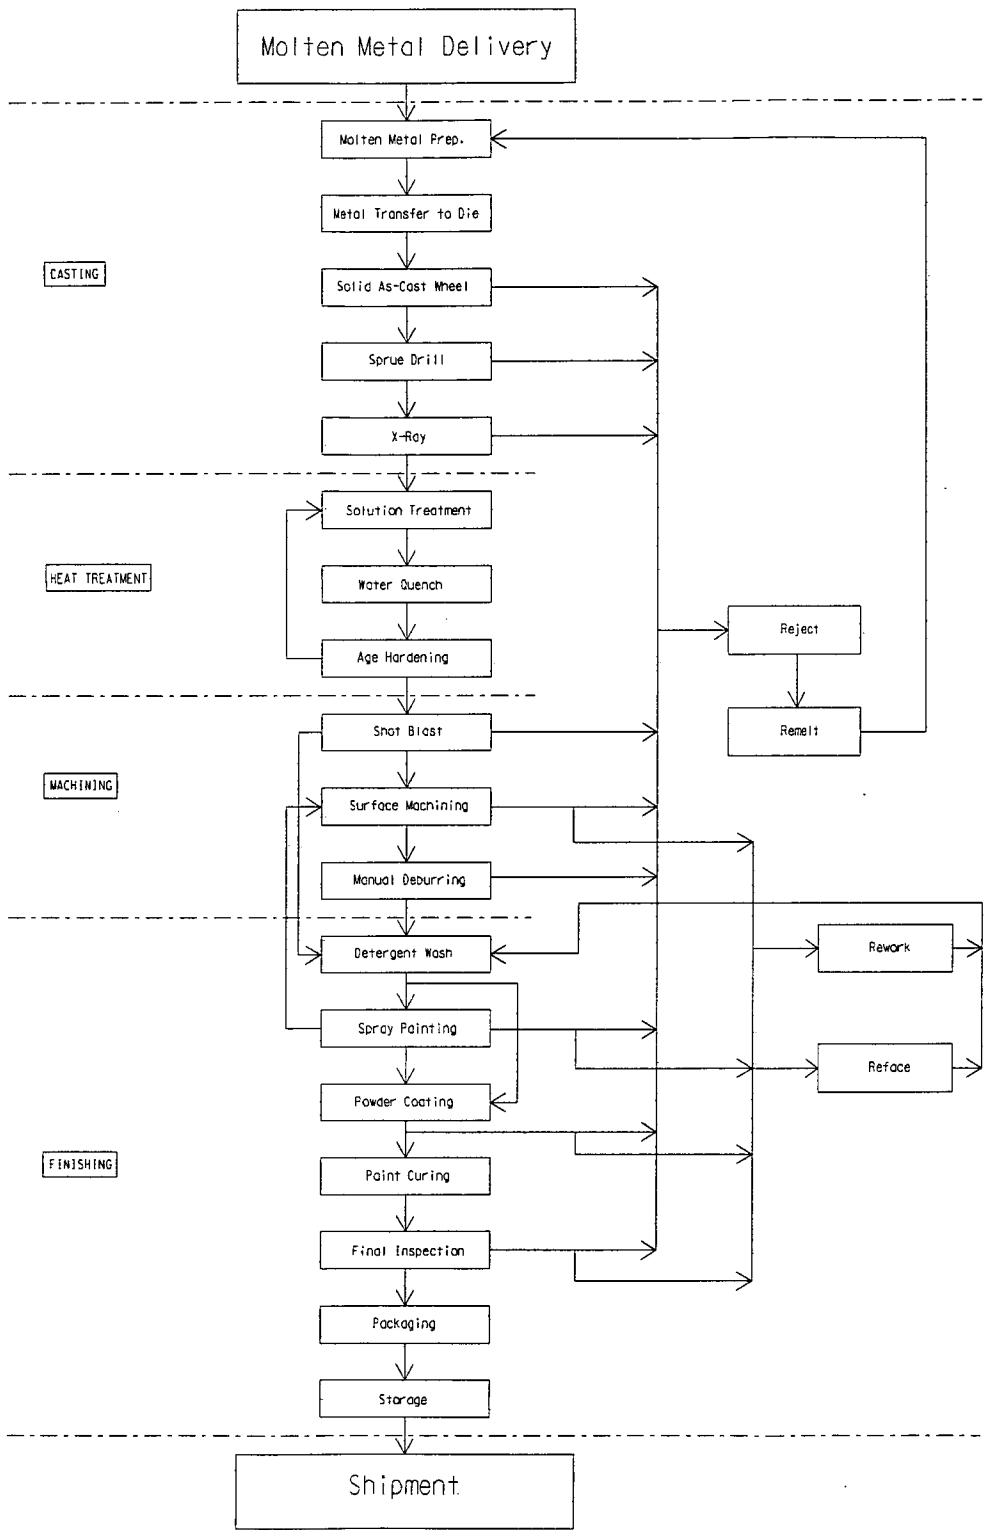 Molten Metal Delivery
Molten Metal Prep.
Metal Transfer to Die
CASTING
Solid As-Cast Wheel
Sprue Drill
X-Ray
Solution Treatment
HEAT TREATMENT
Water Quench
Age Hardening
Reject
Shot Blast
Remelt
MACHINING
Surface Machining
Manual Deburring
Detergent Wash
Rework
Spray Painting
Reface
Powder Coating
FINISHING
Paint Curing
Final Inspection
Packaging
Storage
Shipment